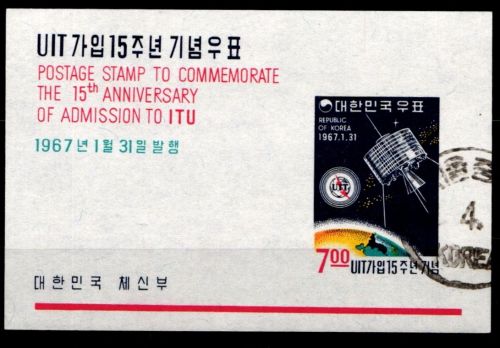 UIT가입15주년기념우표
POSTAGE STAMP TO COMMEMORATE
THE 15th ANNIVERSARY
OF ADMISSION TO ITU
1967년1월31일발행
대한민국우표
REPUBLIC
OF KOREA
1967.1.31
UIT
4.
KOREA
7.00
UIT가입15주년기념
대한민국 체신부